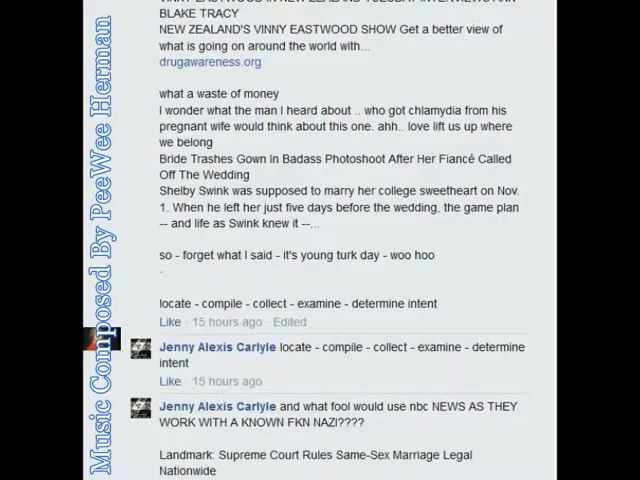 BLAKE TRACY
NEW ZEALAND'S VINNY EASTWOOD SHOW Get a better view of
what is going on around the world with...
drugawareness.org
what a waste of money
I wonder what the man I heard about .. who got chlamydia from his
pregnant wife would think about this one. ahh.. love lift us up where
we belong
Bride Trashes Gown In Badass Photoshoot After Her Fiancé Called
Off The Wedding
Shelby Swink was supposed to marry her college sweetheart on Nov.
1. When he left her just five days before the wedding, the game plan
-- and life as Swink knew it --...
so - forget what I said - it's young turk day - woo hoo
.
locate - compile - collect - examine - determine intent
Like · 15 hours ago · Edited
Jenny Alexis Carlyle locate - compile - collect - examine - determine
intent
Like · 15 hours ago
Jenny Alexis Carlyle and what fool would use nbc NEWS AS THEY
WORK WITH A KNOWN FKN NAZI????
Landmark: Supreme Court Rules Same-Sex Marriage Legal
Nationwide
Music Composed By PeeWee Herman